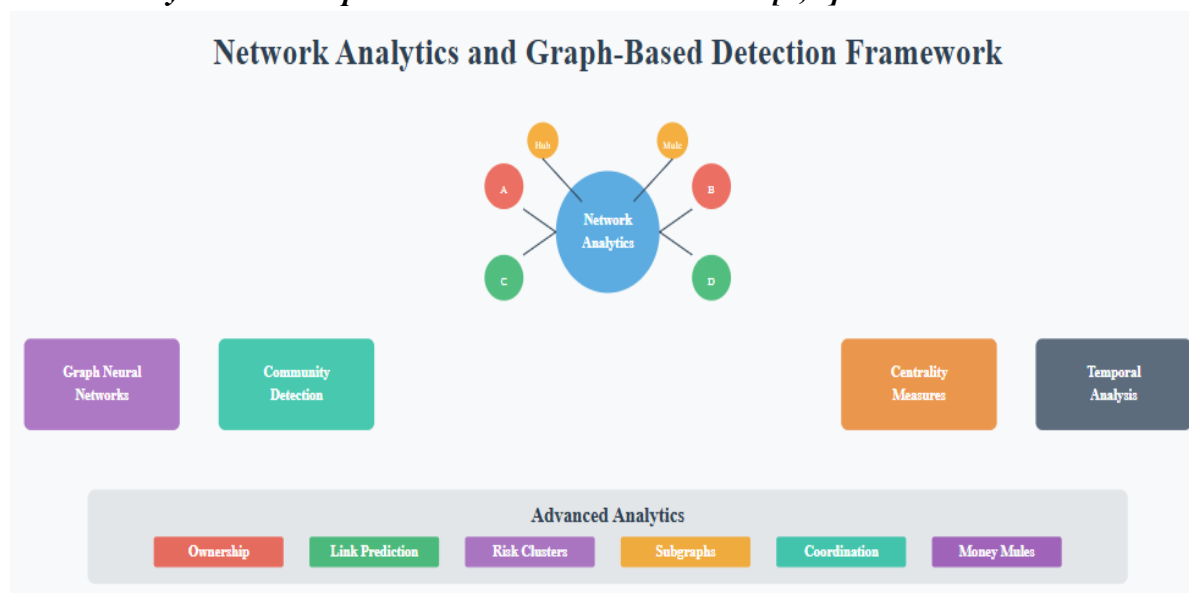 Network Analytics and Graph-Based Detection Framework
Hub
Mule
A
B
Network
Analytics
C
D
Graph Neural
Networks
Community
Detection
Centrality
Measures
Temporal
Analysis
Advanced Analytics
Ownership
Link Prediction
Risk Clusters
Subgraphs
Coordination
Money Mules